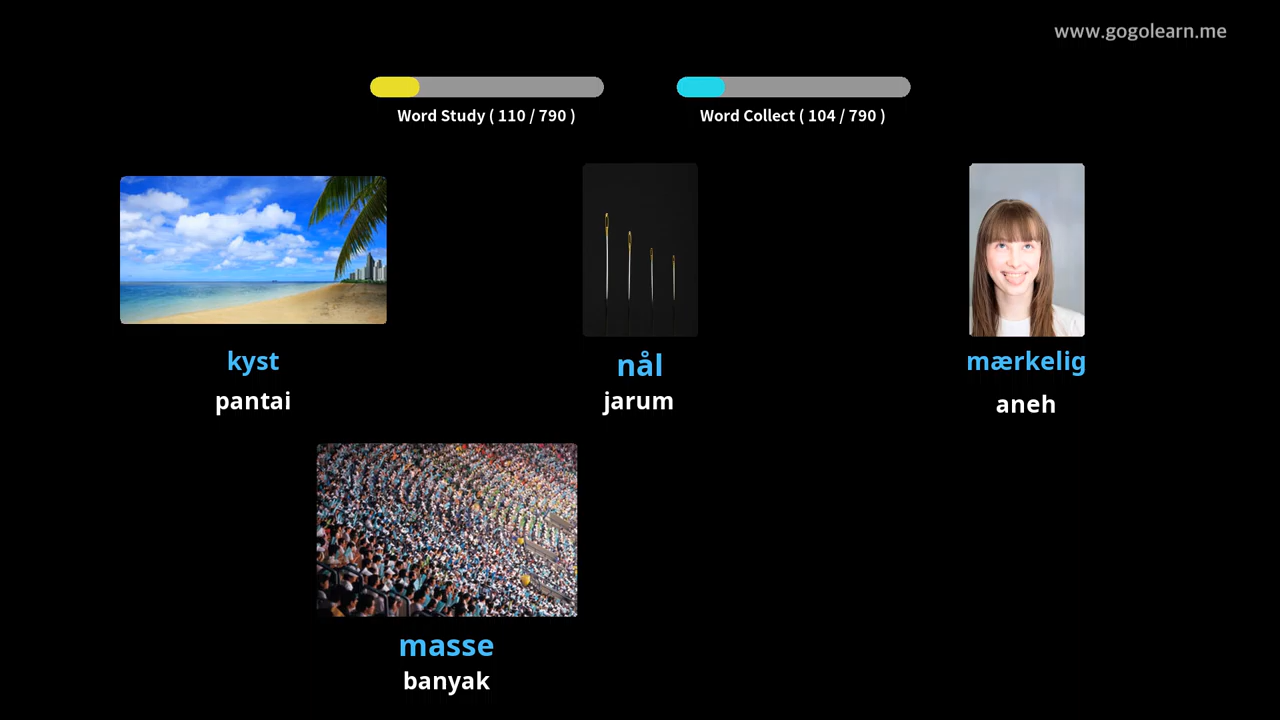 www.gogolearn.me
Word Study ( 110 / 790 )
Word Collect ( 104 / 790 )
kyst
pantai
nål
jarum
mærkelig
aneh
masse
banyak